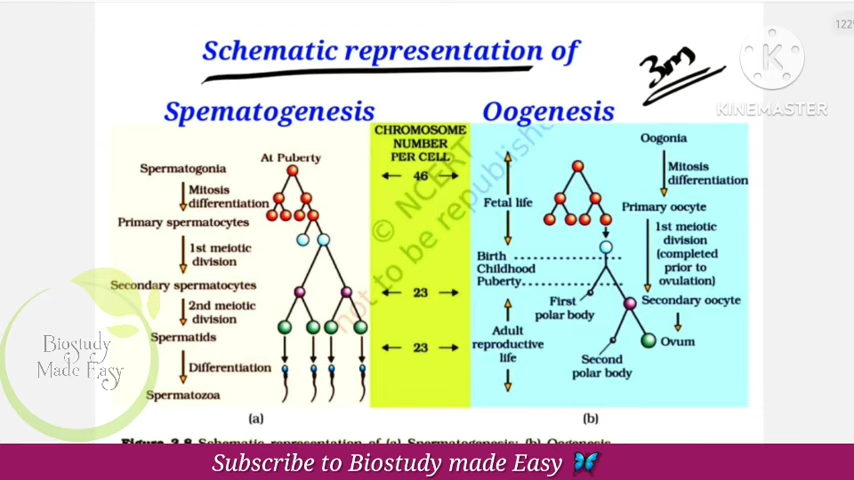 122
Schematic representation of
3m
KINEMASTER
Spematogenesis
Oogenesis
At Puberty
Spermatogonia
Mitosis
differentiation
Primary spermatocytes
1st meiotic
division
Secondary spermatocytes
2nd meiotic
division
Spermatids
Differentiation
Spermatozoa
(a)
CHROMOSOME
NUMBER
PER CELL
46
23
23
© NCERT
not to be republished
Fetal life
Birth
Childhood
Puberty
First
polar body
Adult
reproductive
life
Second
polar body
Oogonia
Mitosis
differentiation
Primary oocyte
1st meiotic
division
(completed
prior to
ovulation)
Secondary oocyte
Ovum
(b)
Biostudy
Made Easy
Figure 3.8 Schematic representation of (a) Spermatogenesis; (b) Oogenesis
Subscribe to Biostudy made Easy 🦋